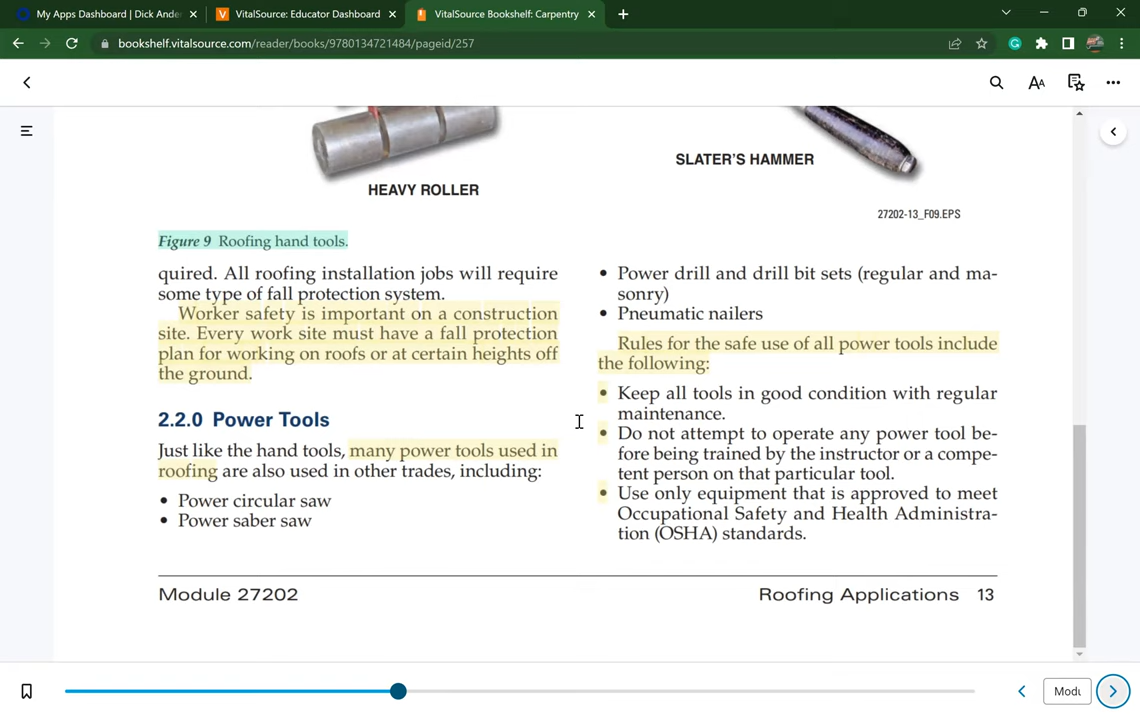 My Apps Dashboard | Dick Ander
VitalSource: Educator Dashboard
VitalSource Bookshelf: Carpentry
bookshelf.vitalsource.com/reader/books/9780134721484/pageid/257
HEAVY ROLLER
SLATER'S HAMMER
27202-13_F09.EPS
Figure 9 Roofing hand tools.
quired. All roofing installation jobs will require
some type of fall protection system.
Worker safety is important on a construction
site. Every work site must have a fall protection
plan for working on roofs or at certain heights off
the ground.
2.2.0 Power Tools
Just like the hand tools, many power tools used in
roofing are also used in other trades, including:
• Power circular saw
• Power saber saw
• Power drill and drill bit sets (regular and ma-
sonry)
• Pneumatic nailers
Rules for the safe use of all power tools include
the following:
• Keep all tools in good condition with regular
maintenance.
• Do not attempt to operate any power tool be-
fore being trained by the instructor or a compe-
tent person on that particular tool.
• Use only equipment that is approved to meet
Occupational Safety and Health Administra-
tion (OSHA) standards.
Module 27202
Roofing Applications 13
Modu